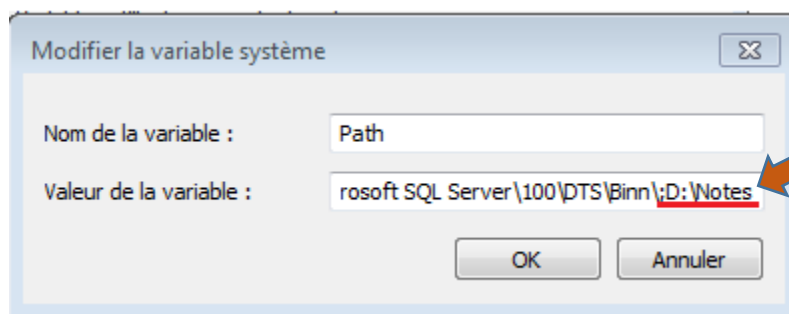 Modifier la variable système
Nom de la variable :
Path
Valeur de la variable :
rosoft SQL Server\100\DTS\Binn\;D:\Notes
OK
Annuler